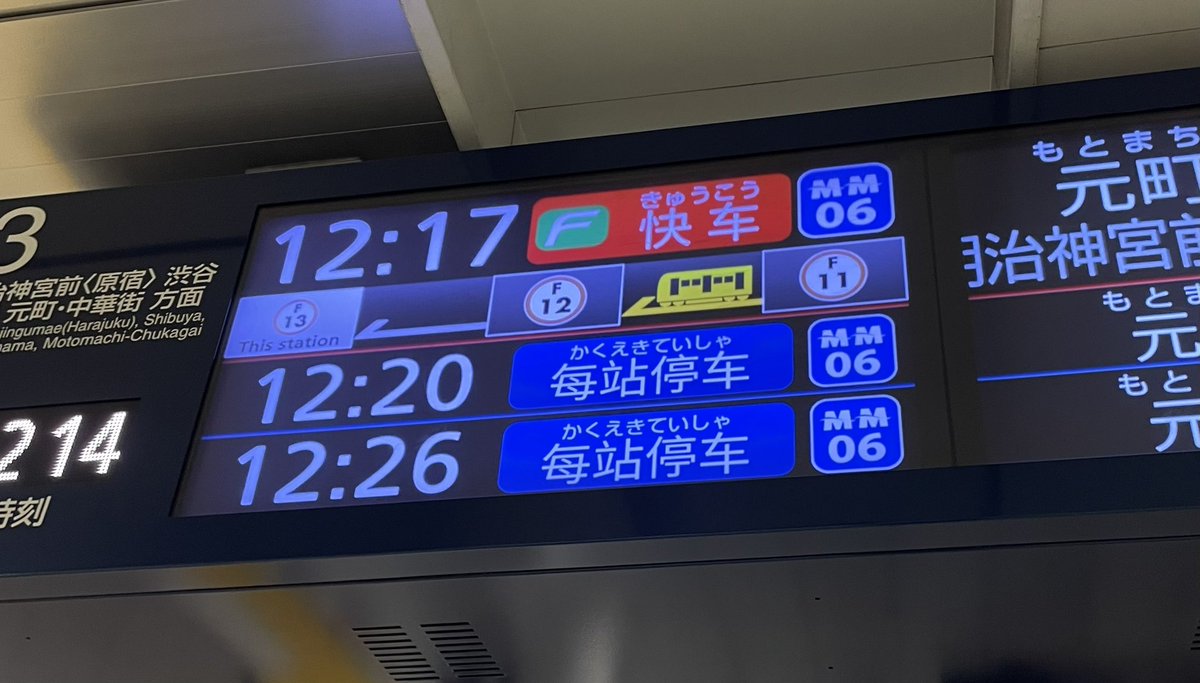 3
治神宮前〈原宿〉 渋谷
元町・中華街 方面
iingumae(Harajuku), Shibuya,
ama, Motomachi-Chukagai
214
時刻
12:17 F きゅうこう 快车 MM 06
F 13 This station F 12 F 11
12:20 かくえきていしゃ 每站停车 MM 06
12:26 かくえきていしゃ 每站停车 MM 06
もとまち
元町
治神宮前
もとま
元
もと
元